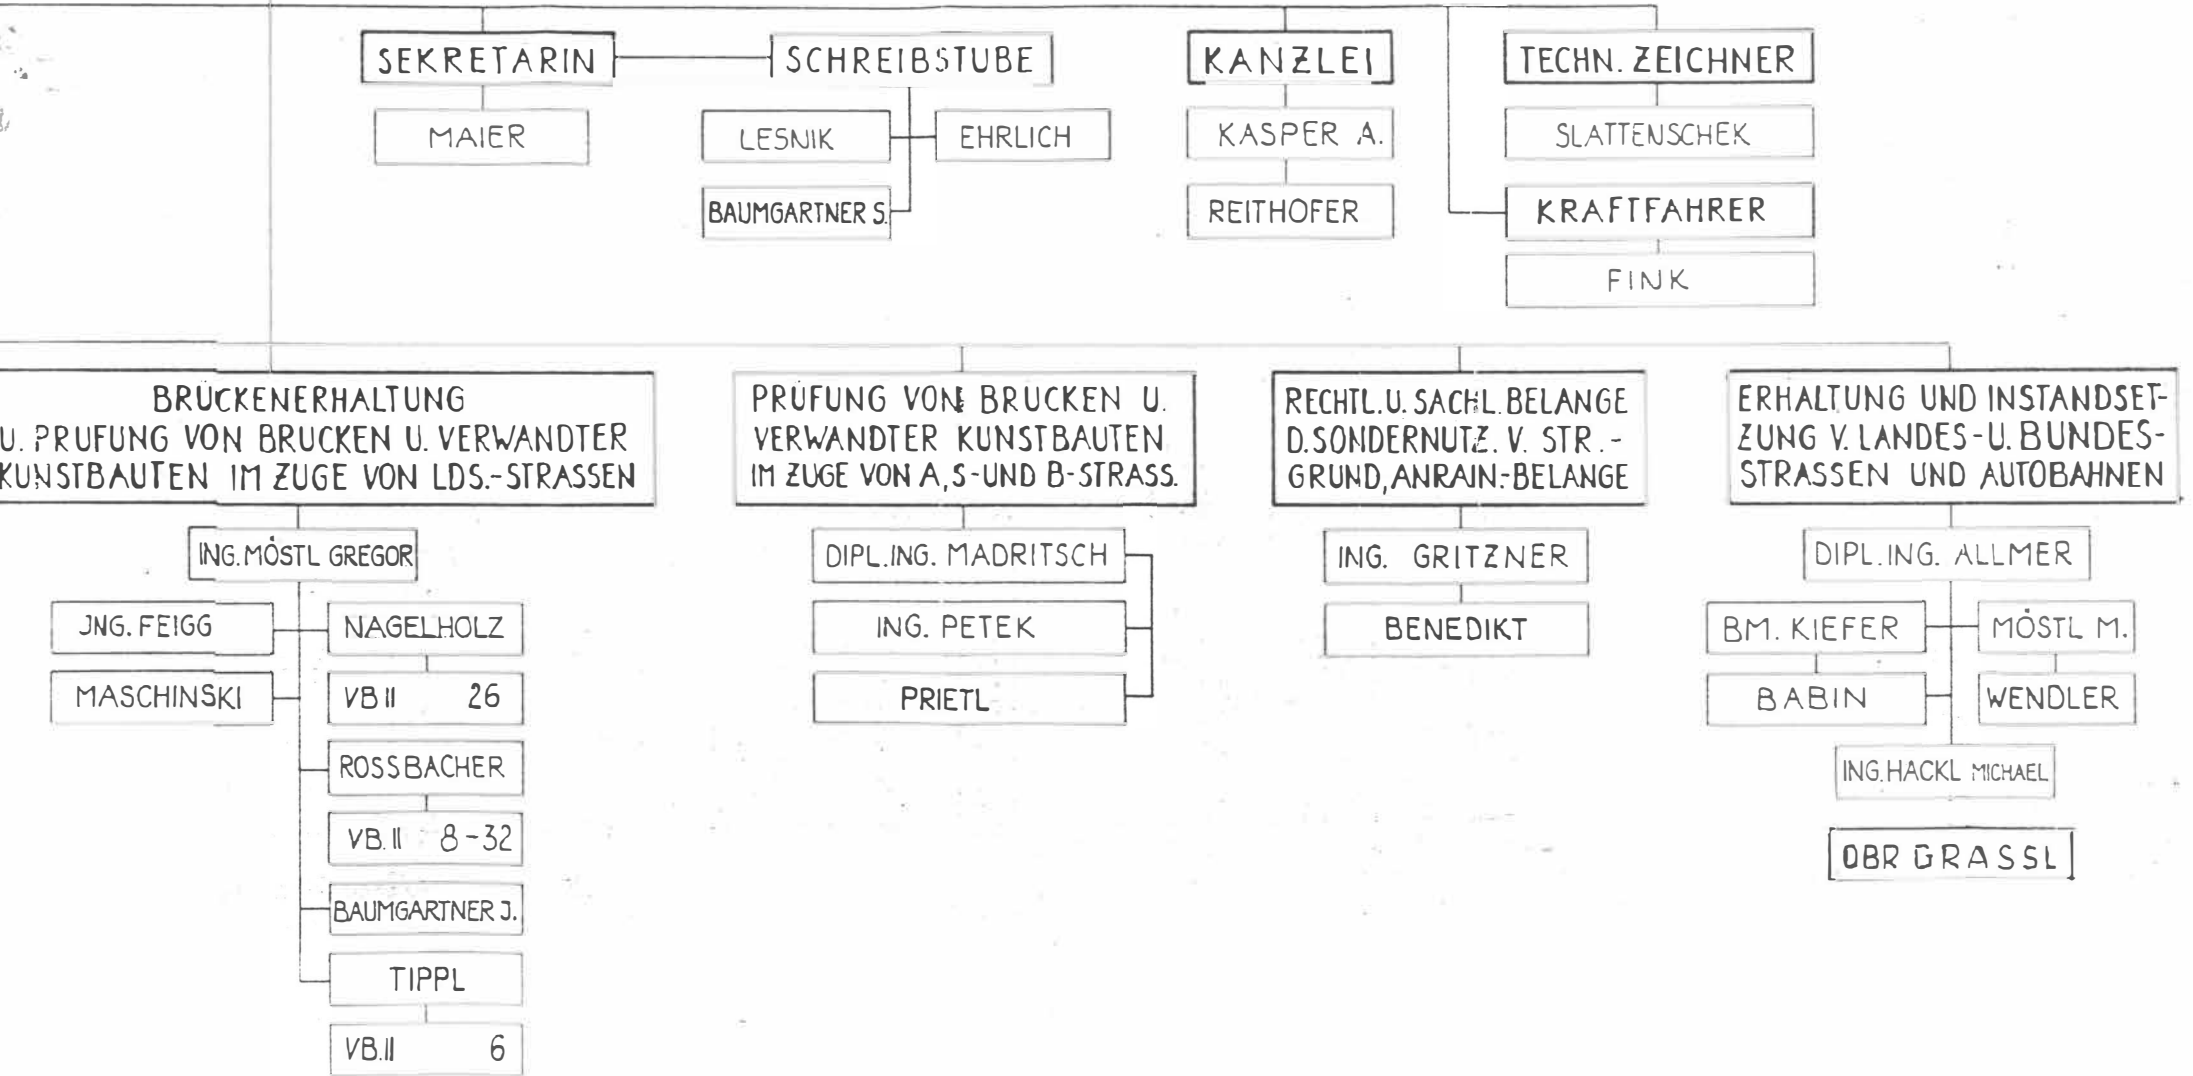 SEKRETARIN
SCHREIBSTUBE
KANZLEI
TECHN. ZEICHNER
MAIER
LESNIK
EHRLICH
KASPER A.
SLATTENSCHEK
BAUMGARTNER S.
REITHOFER
KRAFTFAHRER
FINK
BRÜCKENERHALTUNG
U. PRUFUNG VON BRUCKEN U. VERWANDTER
KUNSTBAUTEN IM ZUGE VON LDS.-STRASSEN
PRÜFUNG VON BRUCKEN U.
VERWANDTER KUNSTBAUTEN
IM ZUGE VON A,S-UND B-STRASS.
RECHTL.U.SACHL.BELANGE
D.SONDERNUTZ. V. STR.-
GRUND,ANRAIN.-BELANGE
ERHALTUNG UND INSTANDSET-
ZUNG V. LANDES-U. BUNDES-
STRASSEN UND AUTOBAHNEN
ING.MÖSTL GREGOR
JNG. FEIGG
NAGELHOLZ
MASCHINSKI
VB II 26
ROSSBACHER
VB.II 8-32
BAUMGARTNER J.
TIPPL
VB.II 6
DIPL.ING. MADRITSCH
ING. PETEK
PRIETL
ING. GRITZNER
BENEDIKT
DIPL.ING. ALLMER
BM. KIEFER
MÖSTL M.
BABIN
WENDLER
ING.HACKL MICHAEL
OBR GRASSL